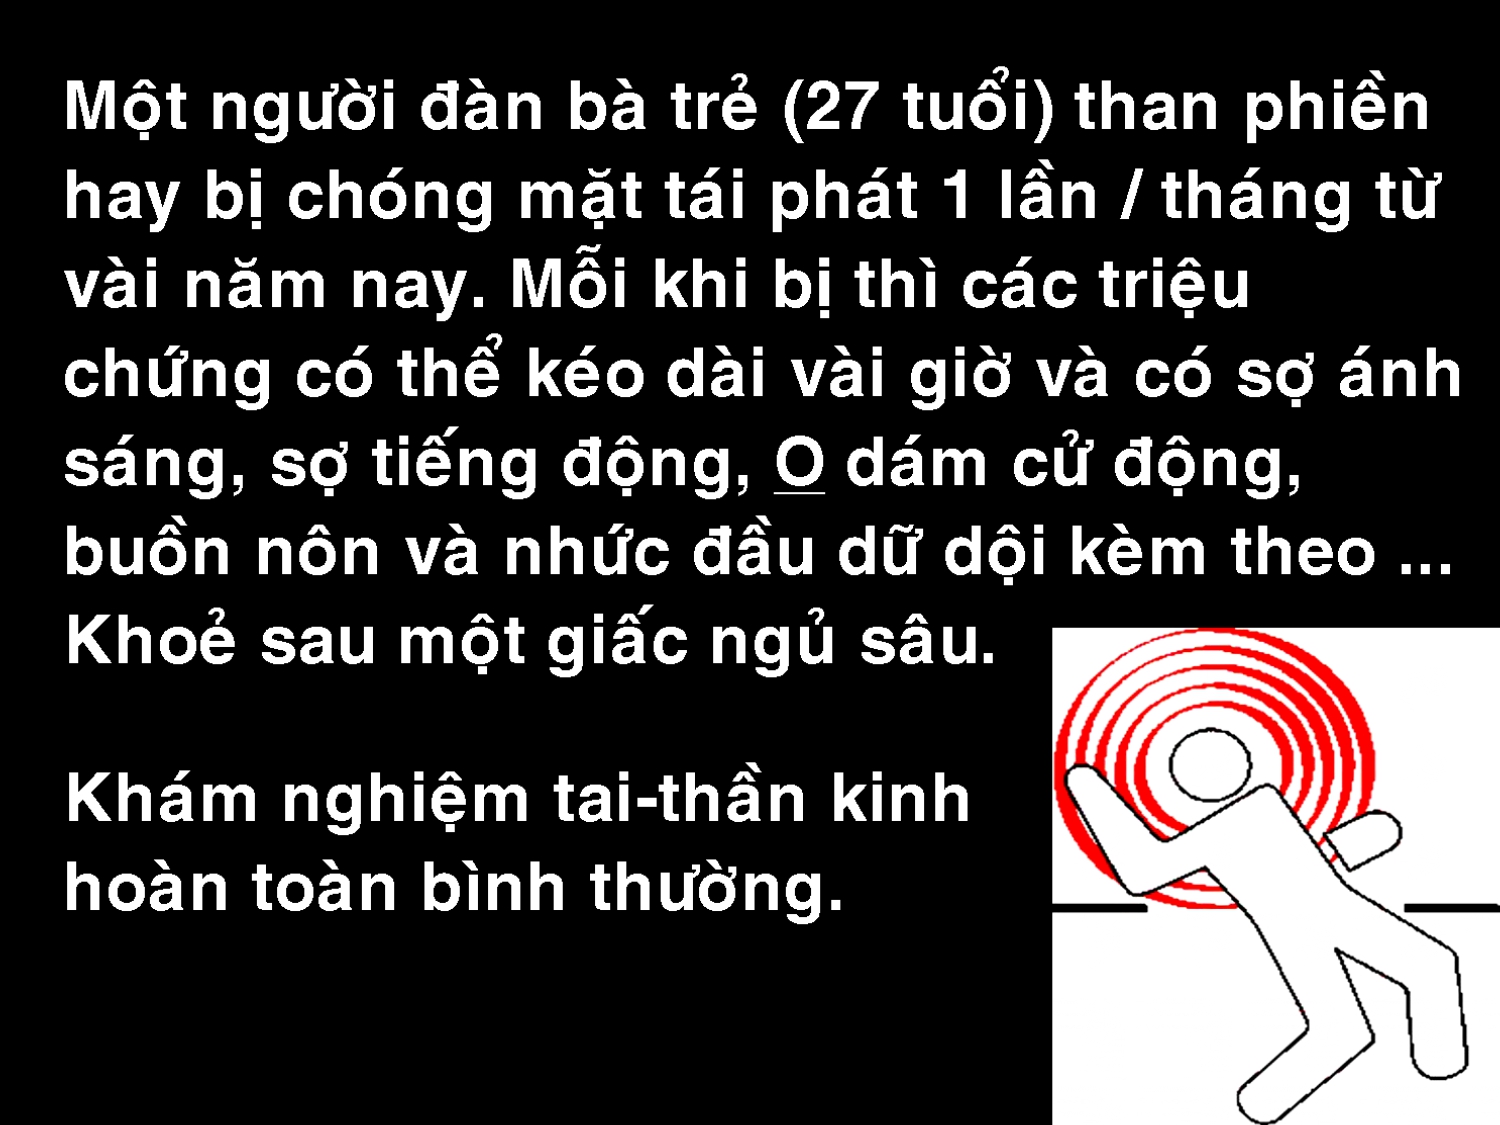 Một người đàn bà trẻ (27 tuổi) than phiền
hay bị chóng mặt tái phát 1 lần / tháng từ
vài năm nay. Mỗi khi bị thì các triệu
chứng có thể kéo dài vài giờ và có sợ ánh
sáng, sợ tiếng động, O dám cử động,
buồn nôn và nhức đầu dữ dội kèm theo ...
Khoẻ sau một giấc ngủ sâu.
Khám nghiệm tai-thần kinh
hoàn toàn bình thường.